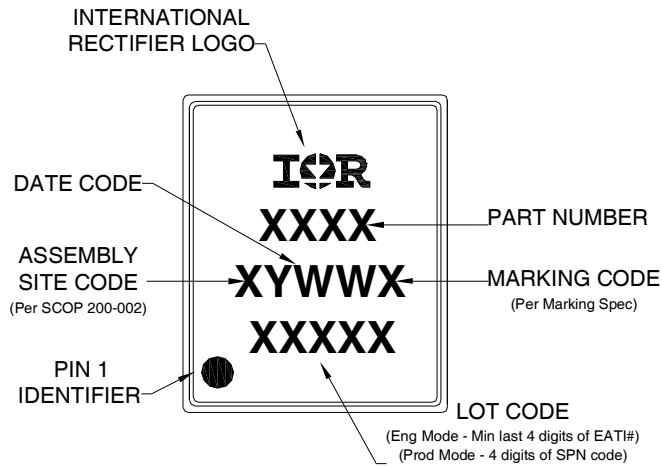 INTERNATIONAL
RECTIFIER LOGO
IOR
DATE CODE
XXXX
PART NUMBER
ASSEMBLY
SITE CODE
(Per SCOP 200-002)
XYWWX
MARKING CODE
(Per Marking Spec)
XXXXX
PIN 1
IDENTIFIER
LOT CODE
(Eng Mode - Min last 4 digits of EATI#)
(Prod Mode - 4 digits of SPN code)